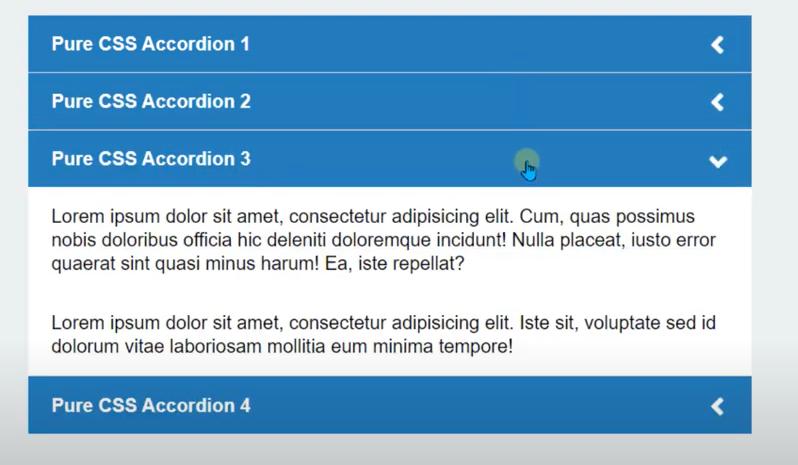 Pure CSS Accordion 1
Pure CSS Accordion 2
Pure CSS Accordion 3
Lorem ipsum dolor sit amet, consectetur adipisicing elit. Cum, quas possimus
nobis doloribus officia hic deleniti doloremque incidunt! Nulla placeat, iusto error
quaerat sint quasi minus harum! Ea, iste repellat?
Lorem ipsum dolor sit amet, consectetur adipisicing elit. Iste sit, voluptate sed id
dolorum vitae laboriosam mollitia eum minima tempore!
Pure CSS Accordion 4